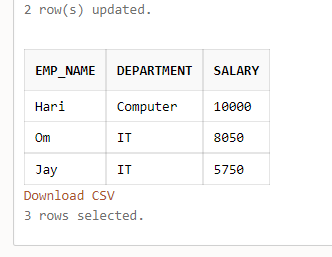 2 row(s) updated.
EMP_NAME DEPARTMENT SALARY
Hari Computer 10000
Om IT 8050
Jay IT 5750
Download CSV
3 rows selected.